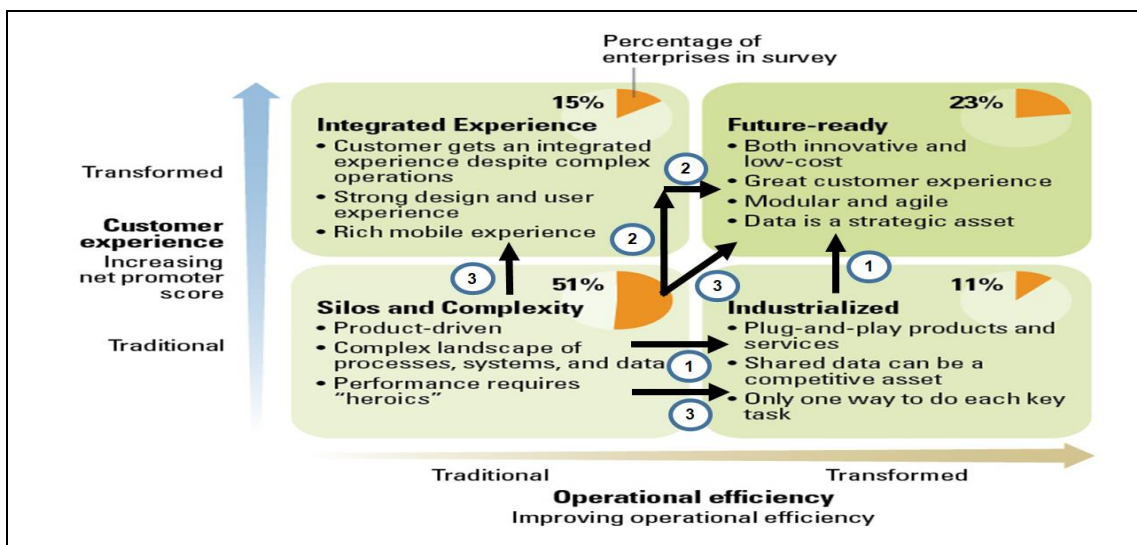 Percentage of
enterprises in survey
15%
Integrated Experience
• Customer gets an integrated
experience despite complex
operations
• Strong design and user
experience
• Rich mobile experience
23%
Future-ready
• Both innovative and
low-cost
• Great customer experience
• Modular and agile
• Data is a strategic asset
2
2
3
3
1
Transformed
Customer
experience
Increasing
net promoter
score
Traditional
51%
Silos and Complexity
• Product-driven
• Complex landscape of
processes, systems, and data
• Performance requires
"heroics"
1
3
11%
Industrialized
• Plug-and-play products and
services
• Shared data can be a
competitive asset
• Only one way to do each key
task
Traditional
Transformed
Operational efficiency
Improving operational efficiency